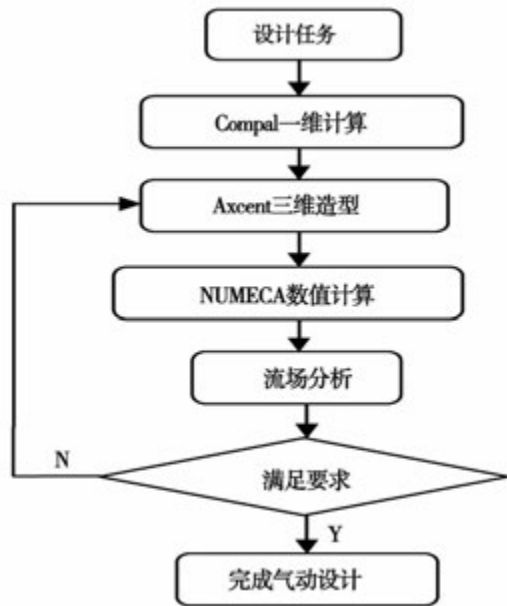 设计任务
Compal一维计算
Axcent三维造型
NUMECA数值计算
流场分析
N
满足要求
Y
完成气动设计